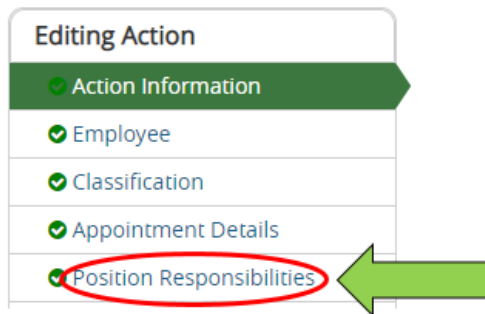 Editing Action
Action Information
Employee
Classification
Appointment Details
Position Responsibilities